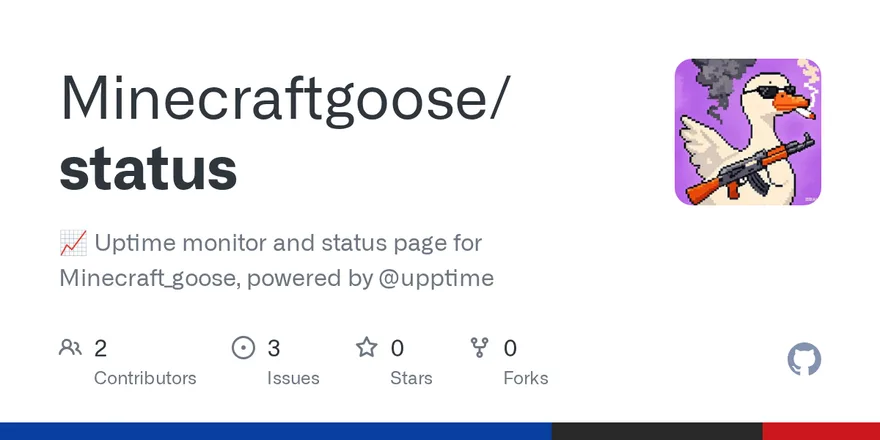 Minecraftgoose/
status
📈 Uptime monitor and status page for
Minecraft_goose, powered by @upptime
2
Contributors
3
Issues
0
Stars
0
Forks